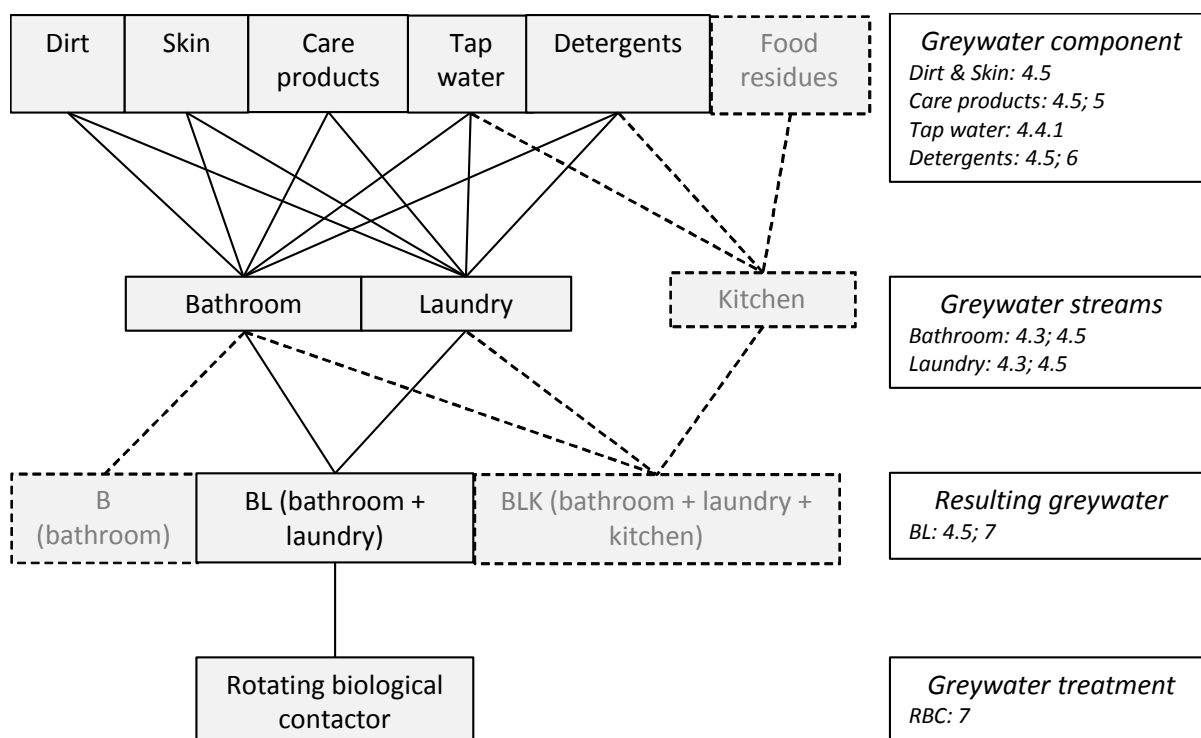 Dirt
Skin
Care
products
Tap
water
Detergents
Food
residues
Greywater component
Dirt & Skin: 4.5
Care products: 4.5; 5
Tap water: 4.4.1
Detergents: 4.5; 6
Bathroom
Laundry
Kitchen
Greywater streams
Bathroom: 4.3; 4.5
Laundry: 4.3; 4.5
B
(bathroom)
BL (bathroom +
laundry)
BLK (bathroom + laundry +
kitchen)
Resulting greywater
BL: 4.5; 7
Rotating biological
contactor
Greywater treatment
RBC: 7